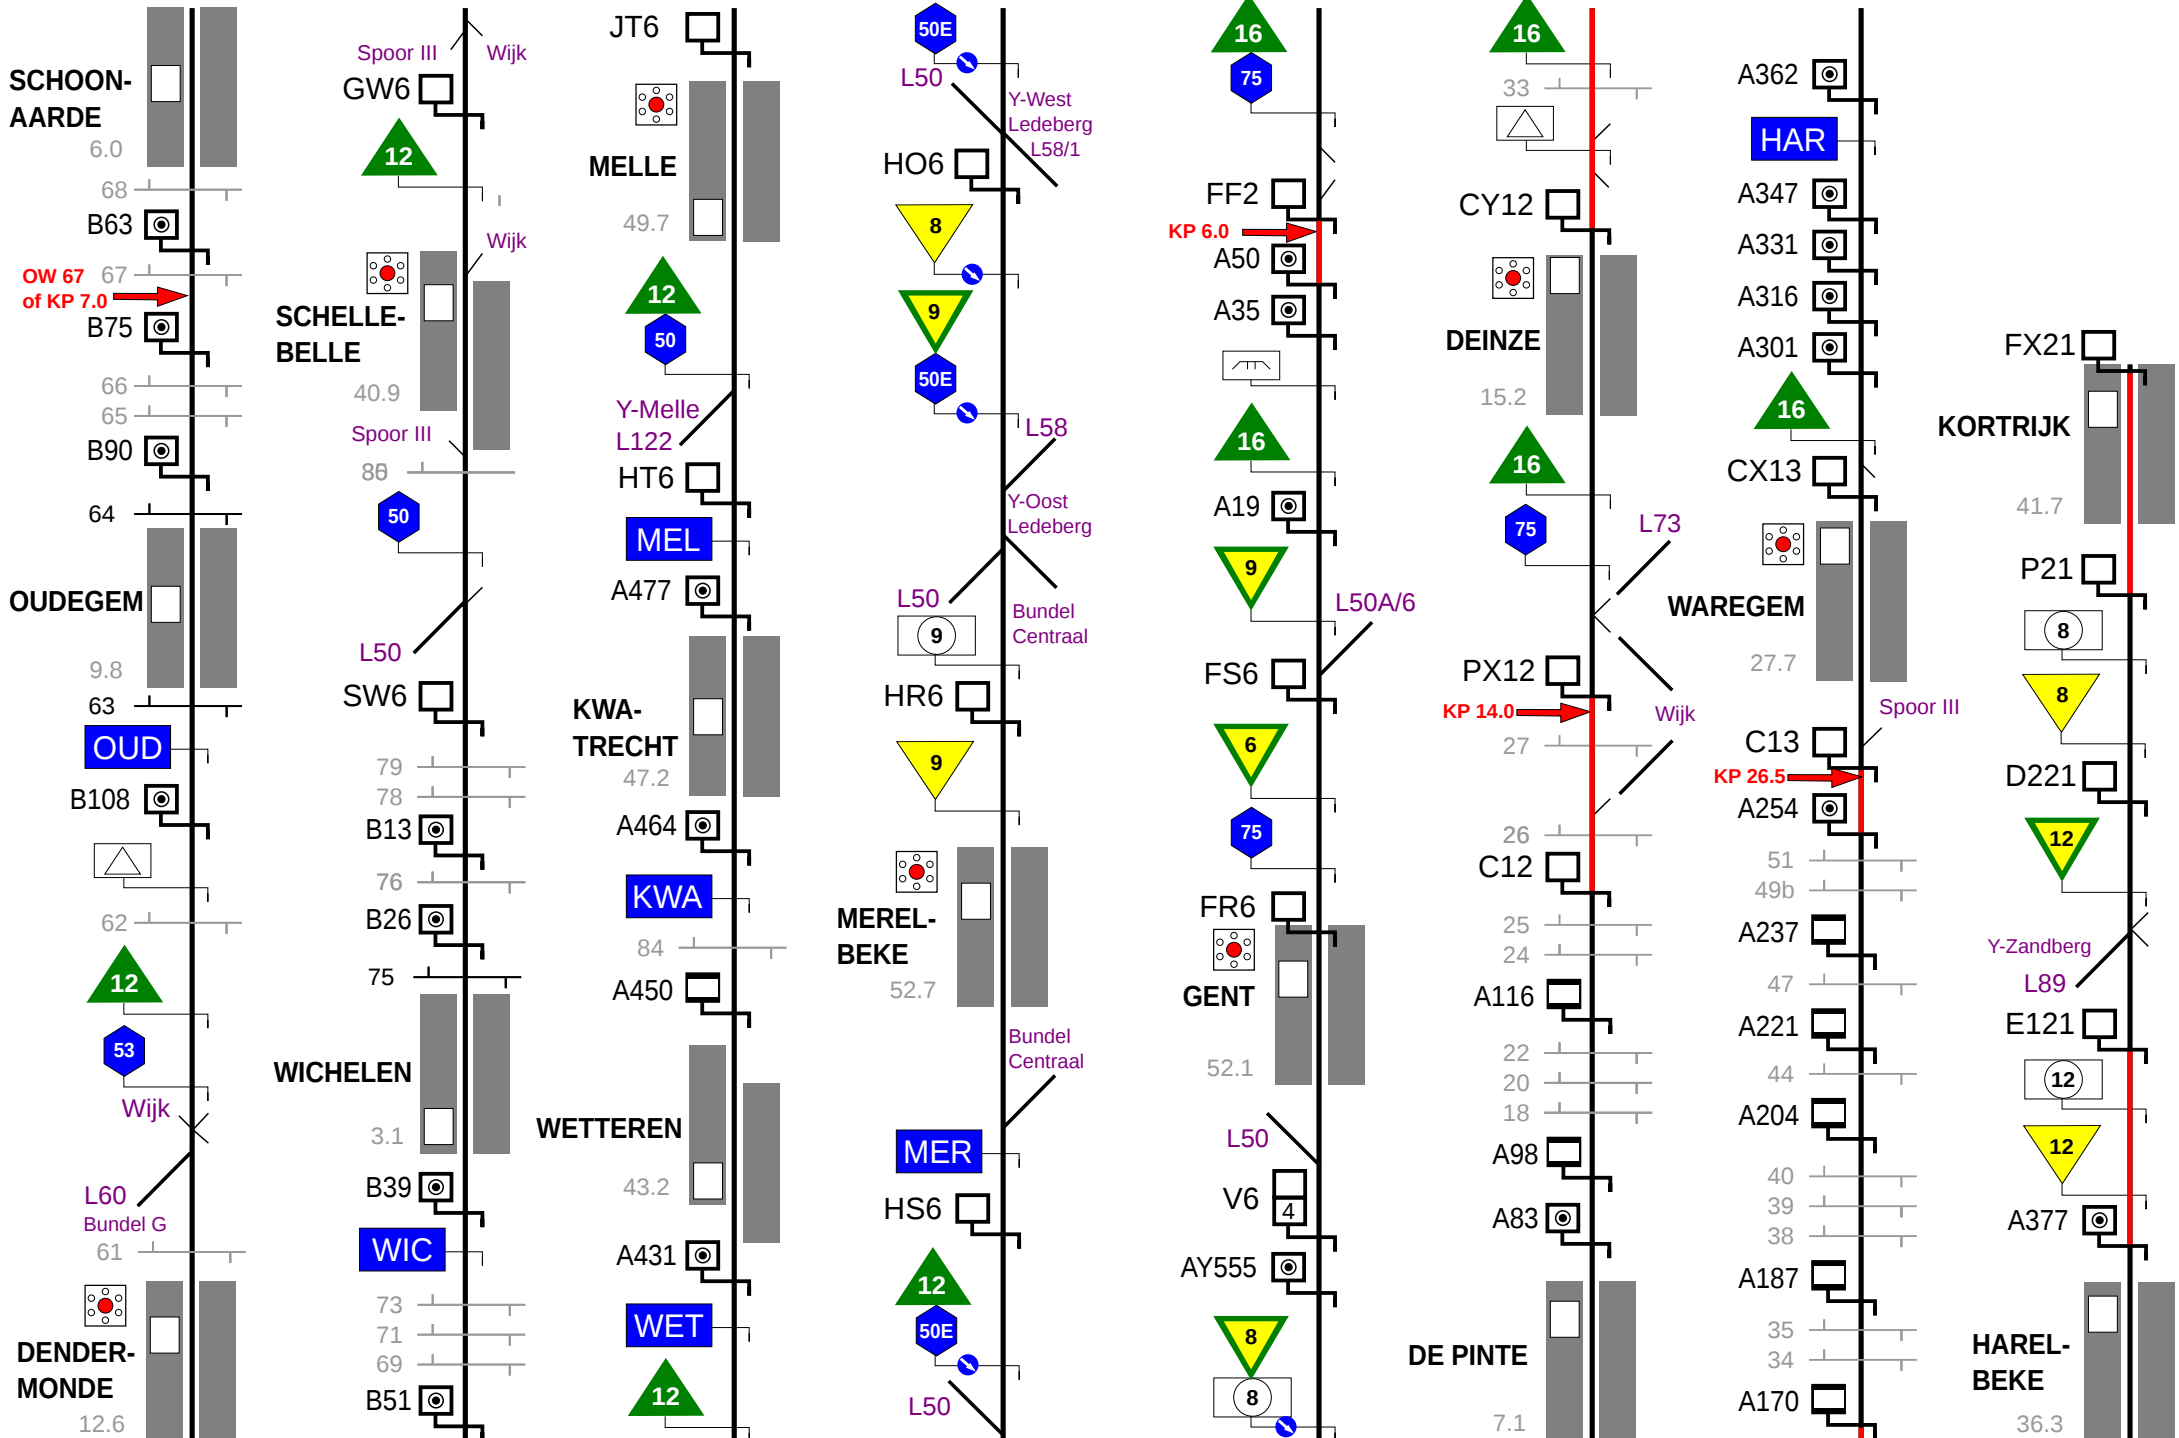 SCHOON-
AARDE
6.0
68
B63
OW 67
of KP 7.0
67
B75
66
65
B90
64
OUDEGEM
9.8
63
OUD
B108
62
12
53
Wijk
L60
Bundel G
61
DENDER-
MONDE
12.6
Spoor III
Wijk
GW6
12
Wijk
SCHELLE-
BELLE
40.9
Spoor III
50
L50
SW6
79
78
B13
76
B26
75
WICHELEN
3.1
B39
WIC
73
71
69
B51
JT6
MELLE
49.7
12
50
Y-Melle
L122
HT6
MEL
A477
KWA-
TRECHT
47.2
A464
KWA
84
A450
WETTEREN
43.2
A431
WET
12
50E
L50
Y-West
Ledeberg
L58/1
HO6
8
9
50E
L58
Y-Oost
Ledeberg
L50
Bundel
Centraal
9
HR6
9
MEREL-
BEKE
52.7
Bundel
Centraal
MER
HS6
12
50E
L50
16
75
FF2
KP 6.0
A50
A35
16
A19
9
L50A/6
FS6
6
75
FR6
GENT
52.1
L50
V6
4
AY555
8
8
16
33
CY12
DEINZE
15.2
16
75
L73
PX12
KP 14.0
Wijk
27
26
C12
25
24
A116
22
20
18
A98
A83
DE PINTE
7.1
A362
HAR
A347
A331
A316
A301
16
CX13
WAREGEM
27.7
Spoor III
C13
KP 26.5
A254
51
49b
A237
47
A221
44
A204
40
39
38
A187
35
34
A170
FX21
KORTRIJK
41.7
P21
8
8
D221
12
Y-Zandberg
L89
E121
12
12
A377
HAREL-
BEKE
36.3